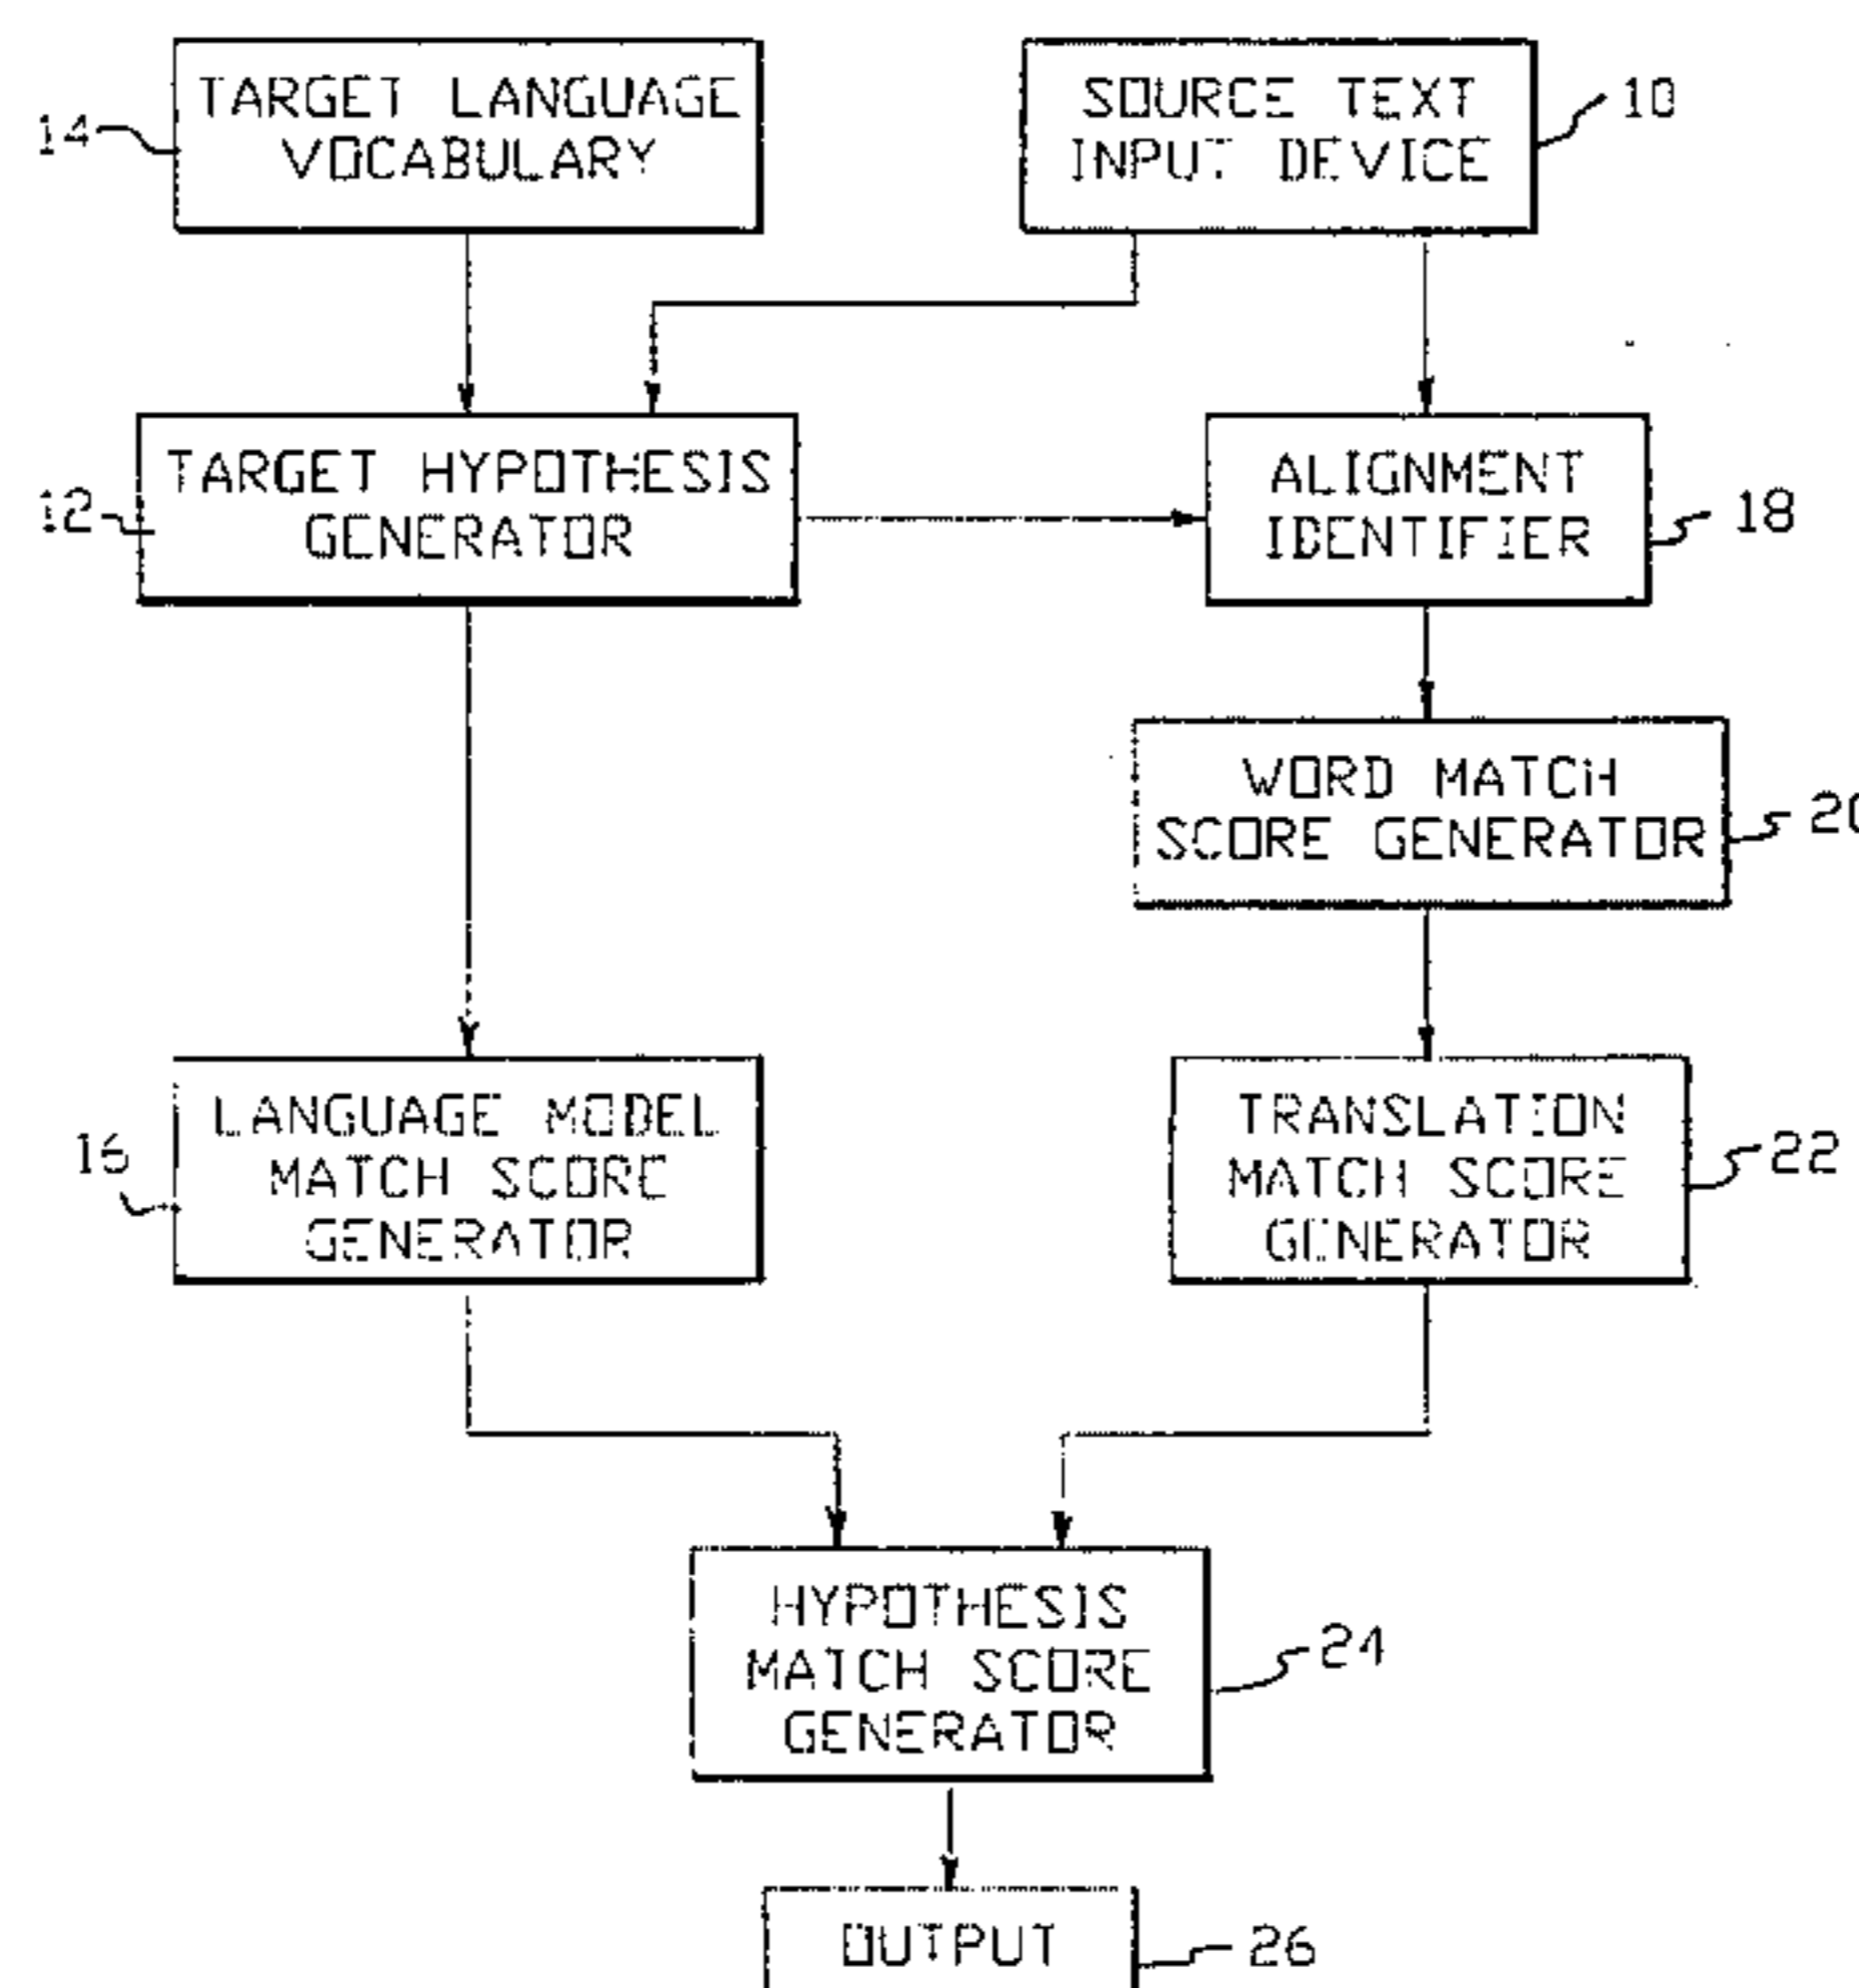 TARGET LANGUAGE
VOCABULARY
14
SOURCE TEXT
INPUT DEVICE
10
TARGET HYPOTHESIS
GENERATOR
12
ALIGNMENT
IDENTIFIER
18
WORD MATCH
SCORE GENERATOR
20
LANGUAGE MODEL
MATCH SCORE
GENERATOR
16
TRANSLATION
MATCH SCORE
GENERATOR
22
HYPOTHESIS
MATCH SCORE
GENERATOR
24
OUTPUT
26